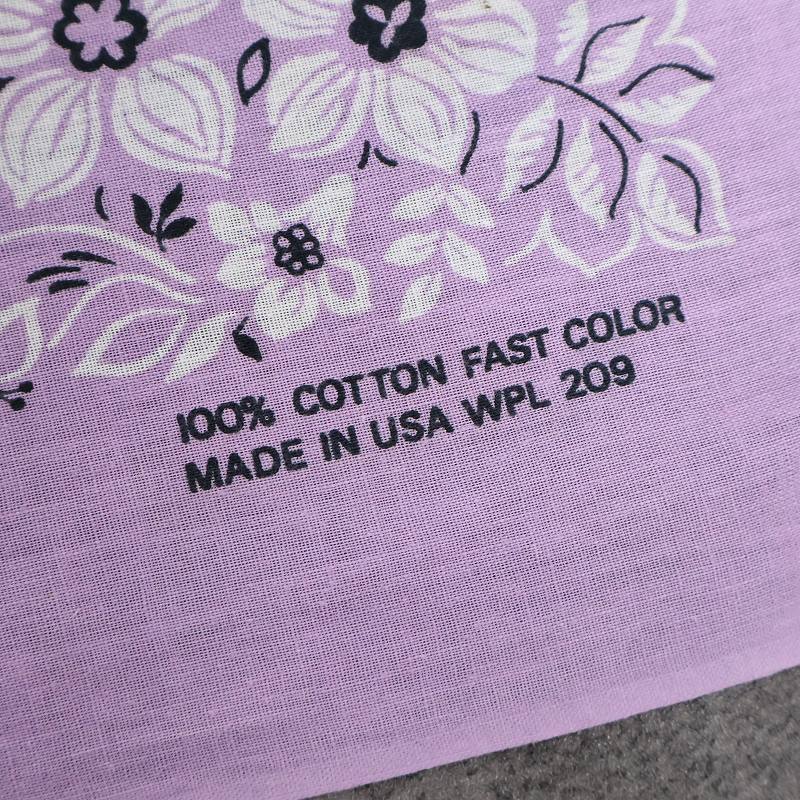 100% COTTON FAST COLOR
MADE IN USA WPL 209